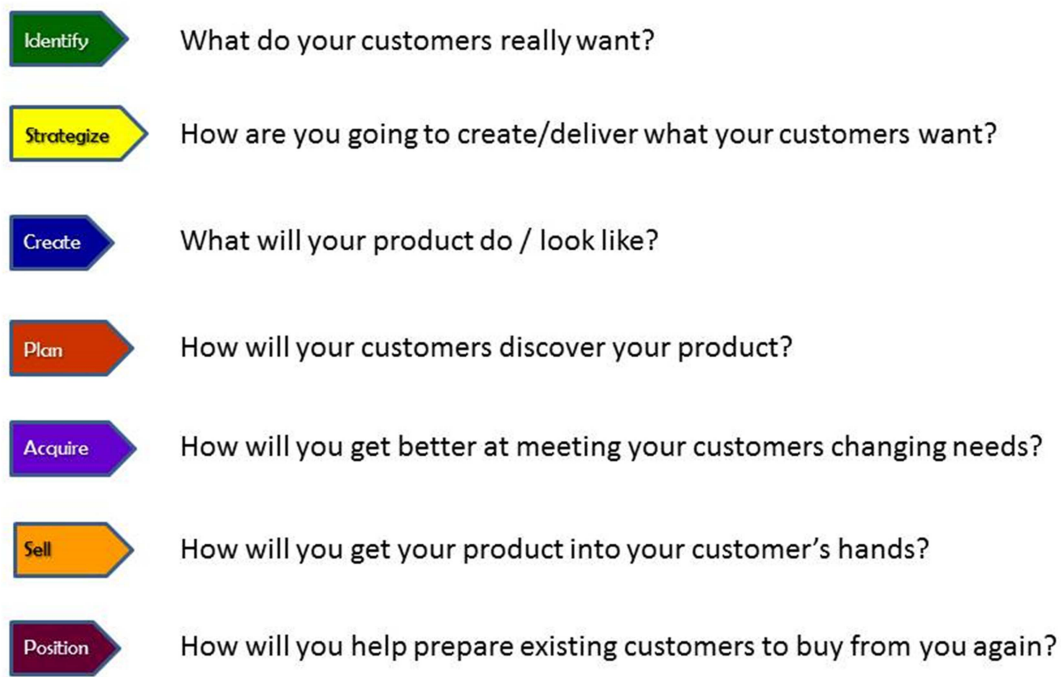 Identify What do your customers really want?
Strategize How are you going to create/deliver what your customers want?
Create What will your product do / look like?
Plan How will your customers discover your product?
Acquire How will you get better at meeting your customers changing needs?
Sell How will you get your product into your customer’s hands?
Position How will you help prepare existing customers to buy from you again?